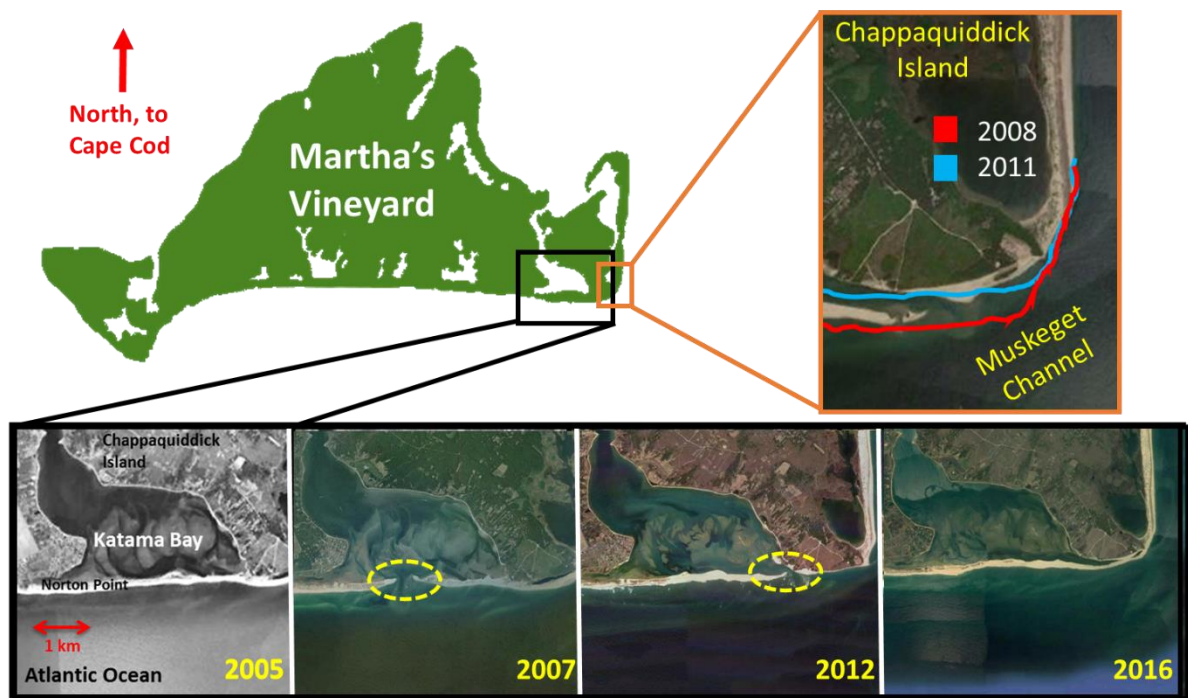 North, to
Cape Cod
Martha's
Vineyard
Chappaquiddick
Island
2008
2011
Muskeget
Channel
Chappaquiddick
Island
Katama Bay
Norton Point
1 km
Atlantic Ocean
2005
2007
2012
2016